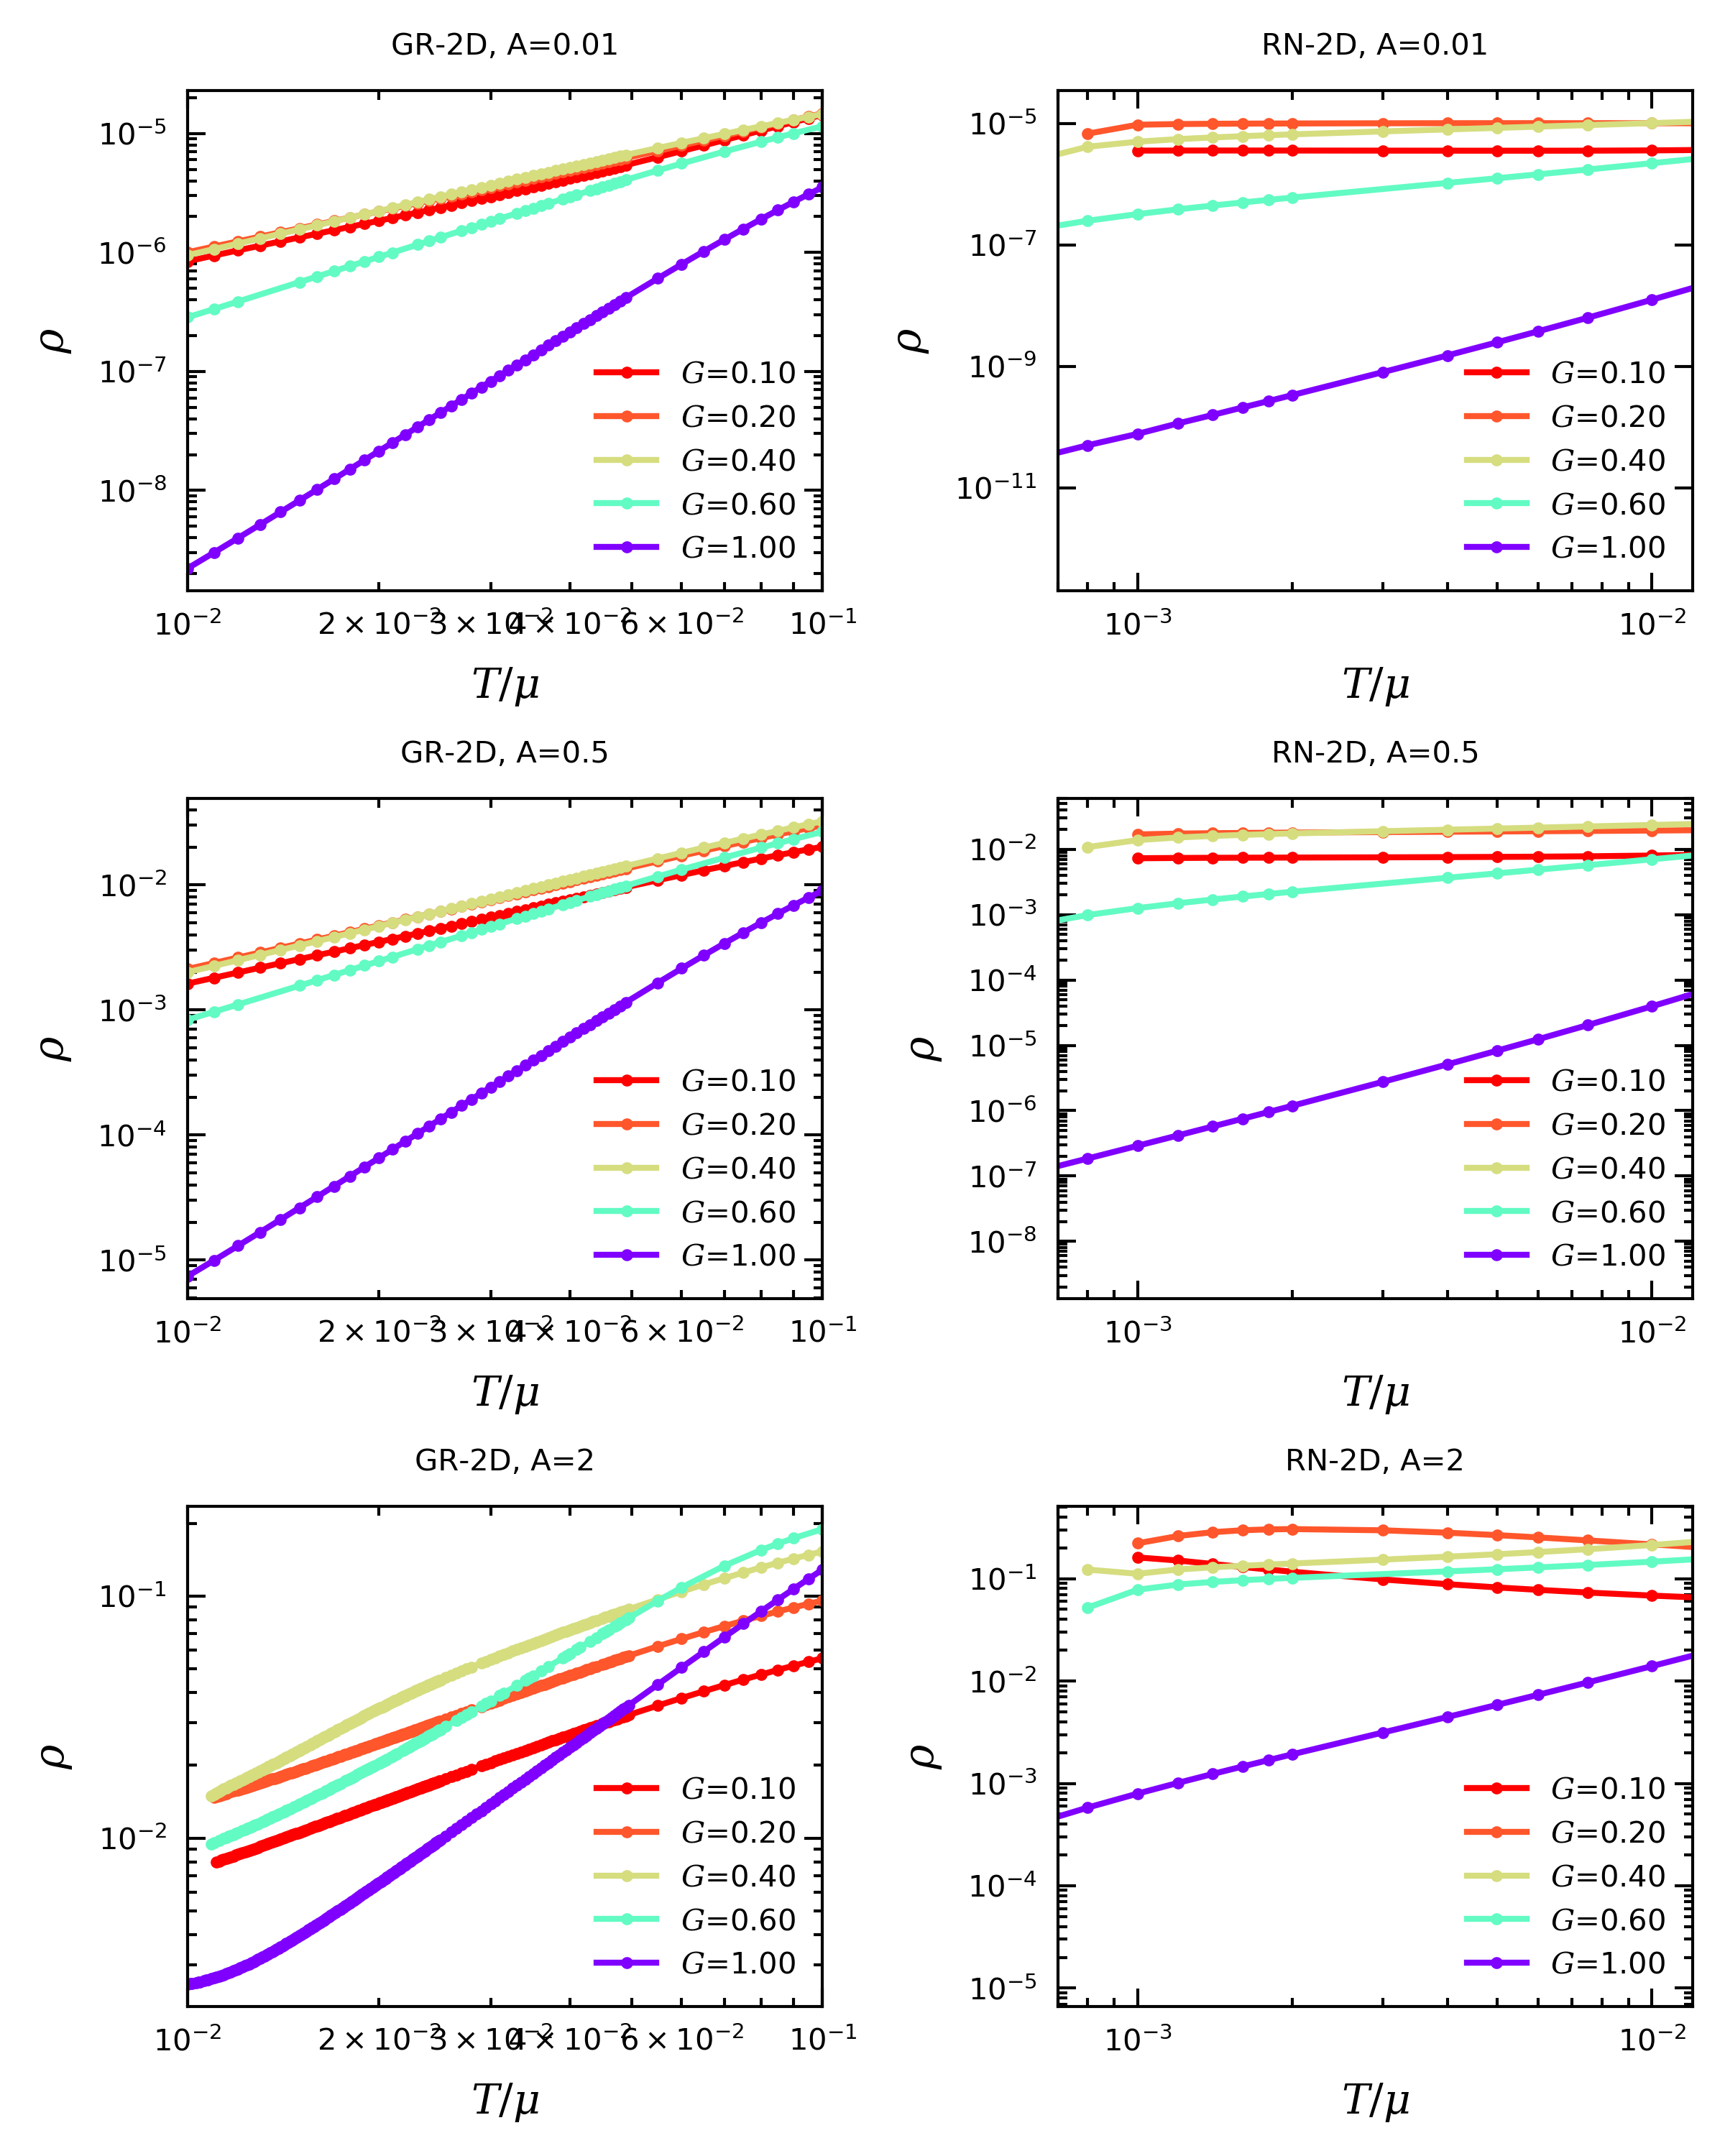 GR-2D, A=0.01
10⁻⁵
10⁻⁶
10⁻⁷
10⁻⁸
ρ
G=0.10
G=0.20
G=0.40
G=0.60
G=1.00
10⁻² 2 × 10⁻² 3 × 10⁻² 4 × 10⁻² 6 × 10⁻² 10⁻¹
T/μ
RN-2D, A=0.01
10⁻⁵
10⁻⁷
10⁻⁹
10⁻¹¹
ρ
G=0.10
G=0.20
G=0.40
G=0.60
G=1.00
10⁻³ 10⁻²
T/μ
GR-2D, A=0.5
10⁻²
10⁻³
10⁻⁴
10⁻⁵
ρ
G=0.10
G=0.20
G=0.40
G=0.60
G=1.00
10⁻² 2 × 10⁻² 3 × 10⁻² 4 × 10⁻² 6 × 10⁻² 10⁻¹
T/μ
RN-2D, A=0.5
10⁻²
10⁻³
10⁻⁴
10⁻⁵
10⁻⁶
10⁻⁷
10⁻⁸
ρ
G=0.10
G=0.20
G=0.40
G=0.60
G=1.00
10⁻³ 10⁻²
T/μ
GR-2D, A=2
10⁻¹
10⁻²
ρ
G=0.10
G=0.20
G=0.40
G=0.60
G=1.00
10⁻² 2 × 10⁻² 3 × 10⁻² 4 × 10⁻² 6 × 10⁻² 10⁻¹
T/μ
RN-2D, A=2
10⁻¹
10⁻²
10⁻³
10⁻⁴
10⁻�5
ρ
G=0.10
G=0.20
G=0.40
G=0.60
G=1.00
10⁻³ 10⁻²
T/μ